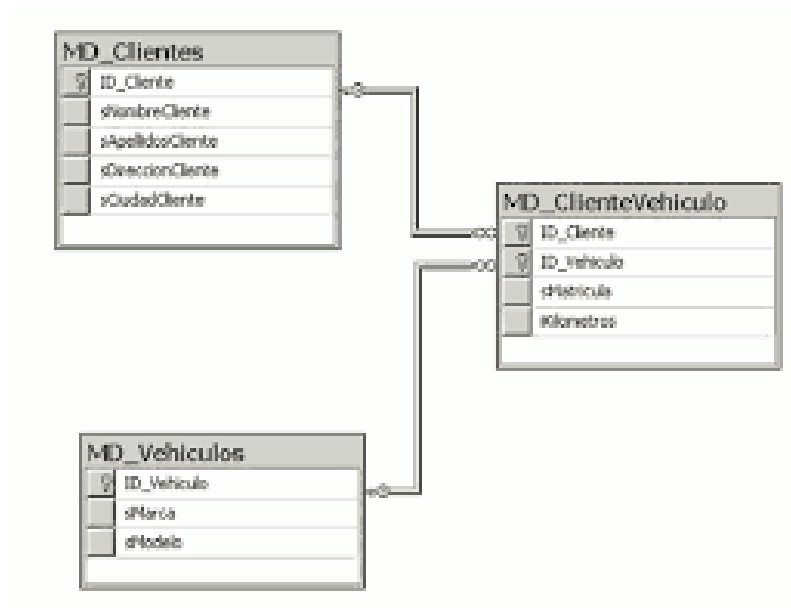 MD_Clientes
ID_Cliente
sNombreCliente
sApellidosCliente
sDireccionCliente
sCiudadCliente
MD_ClienteVehiculo
ID_Cliente
ID_Vehiculo
sMatricula
iKilometros
MD_Vehiculos
ID_Vehiculo
sMarca
sModelo